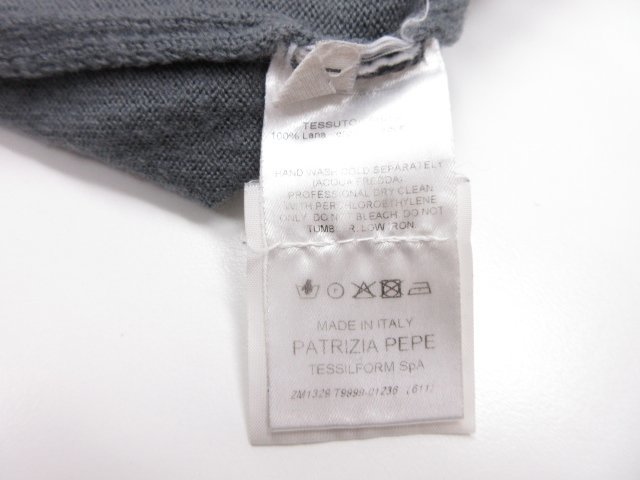 TESSUTO
100% Lana
HAND WASH COLD SEPARATELY
(ACQUA FREDDA).
PROFESSIONAL DRY CLEAN
WITH PERCHLOROETHYLENE
ONLY. DO NOT BLEACH. DO NOT
LOW IRON.
MADE IN ITALY
PATRIZIA PEPE
TESSILFORM SpA
2M1329 T9999-01236 (611)